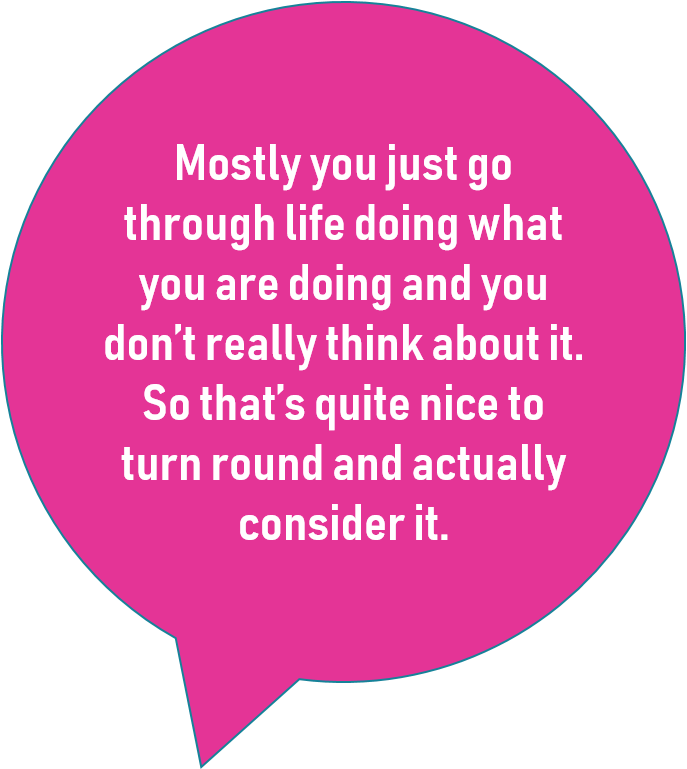 Mostly you just go
through life doing what
you are doing and you
don’t really think about it.
So that’s quite nice to
turn round and actually
consider it.